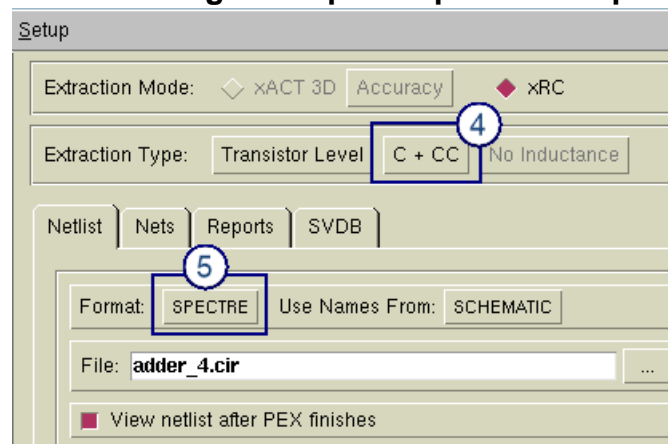 Setup
Extraction Mode: xACT 3D Accuracy xRC
4
Extraction Type: Transistor Level C + CC No Inductance
Netlist Nets Reports SVDB
5
Format: SPECTRE Use Names From: SCHEMATIC
File: adder_4.cir ...
View netlist after PEX finishes